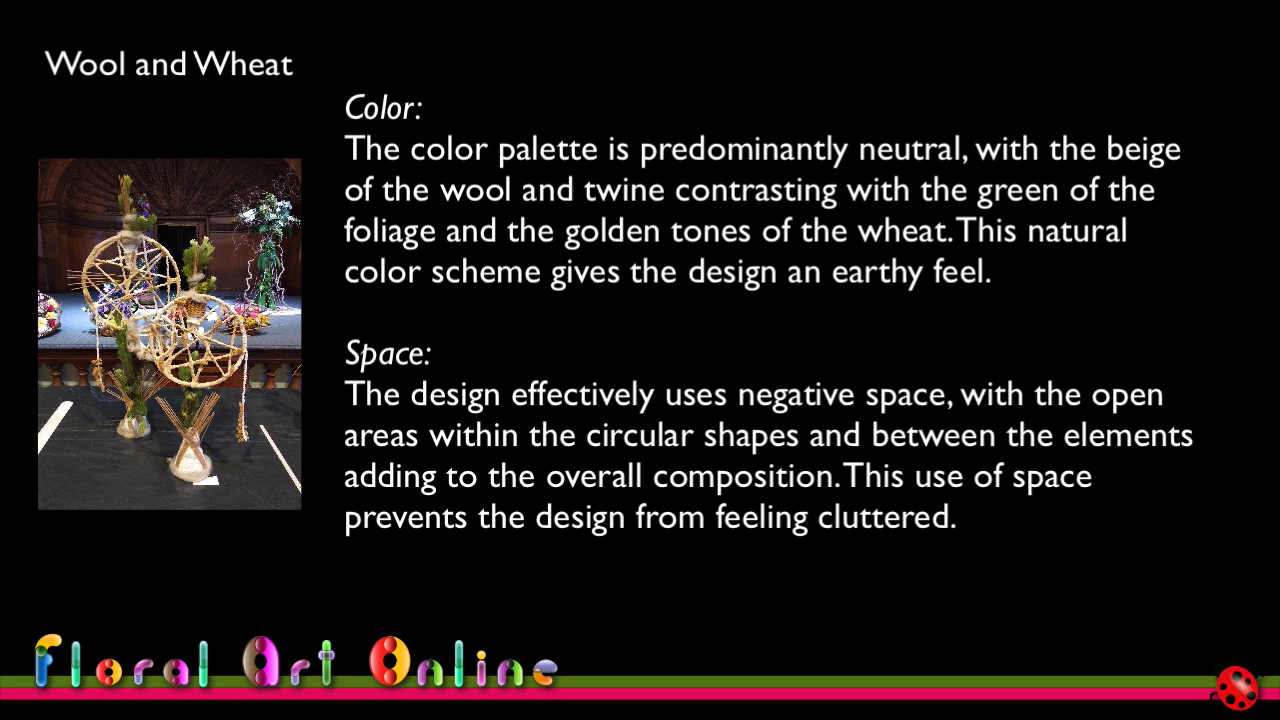 Wool and Wheat
Color:
The color palette is predominantly neutral, with the beige
of the wool and twine contrasting with the green of the
foliage and the golden tones of the wheat. This natural
color scheme gives the design an earthy feel.
Space:
The design effectively uses negative space, with the open
areas within the circular shapes and between the elements
adding to the overall composition. This use of space
prevents the design from feeling cluttered.
Floral Art Online